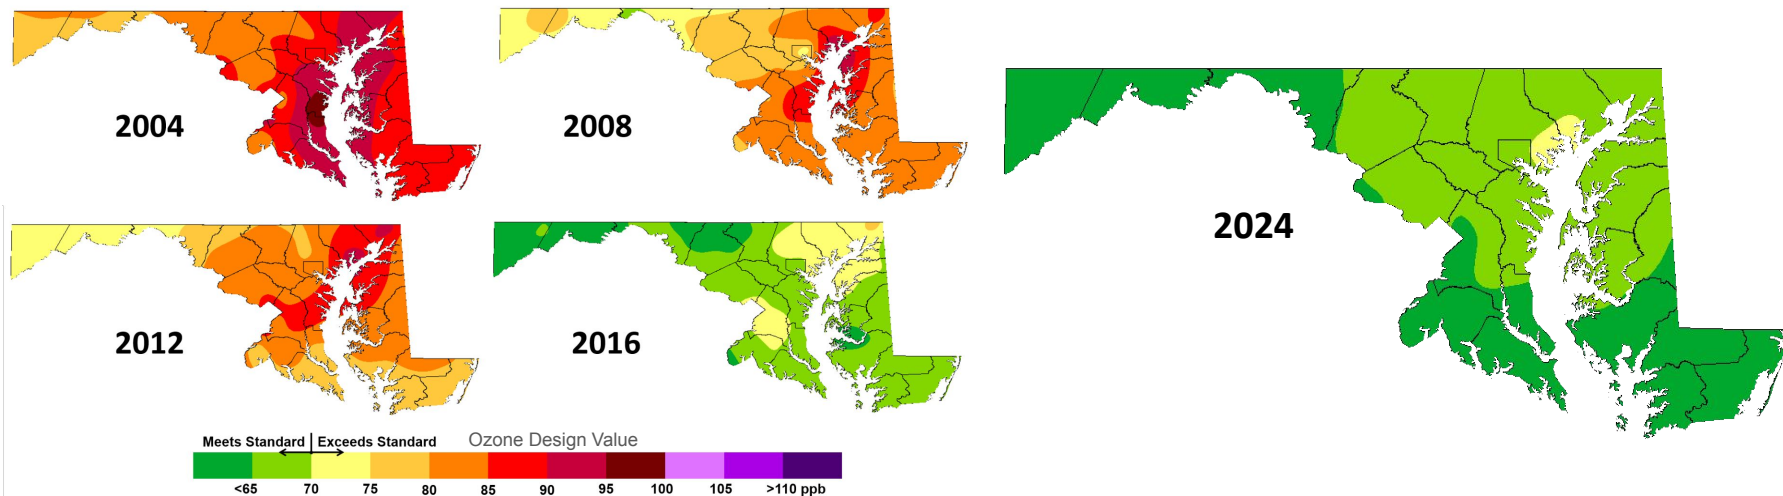 2004
2008
2012
2016
2024
Meets Standard | Exceeds Standard
Ozone Design Value
<65 70 75 80 85 90 95 100 105 >110 ppb